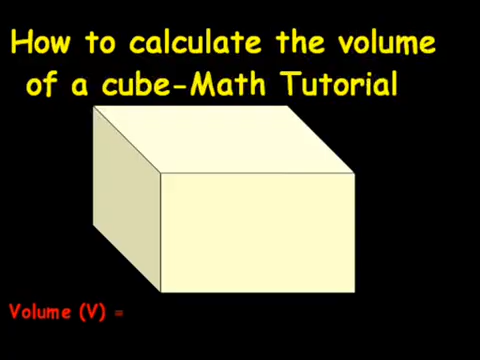 How to calculate the volume
of a cube-Math Tutorial
Volume (V) =